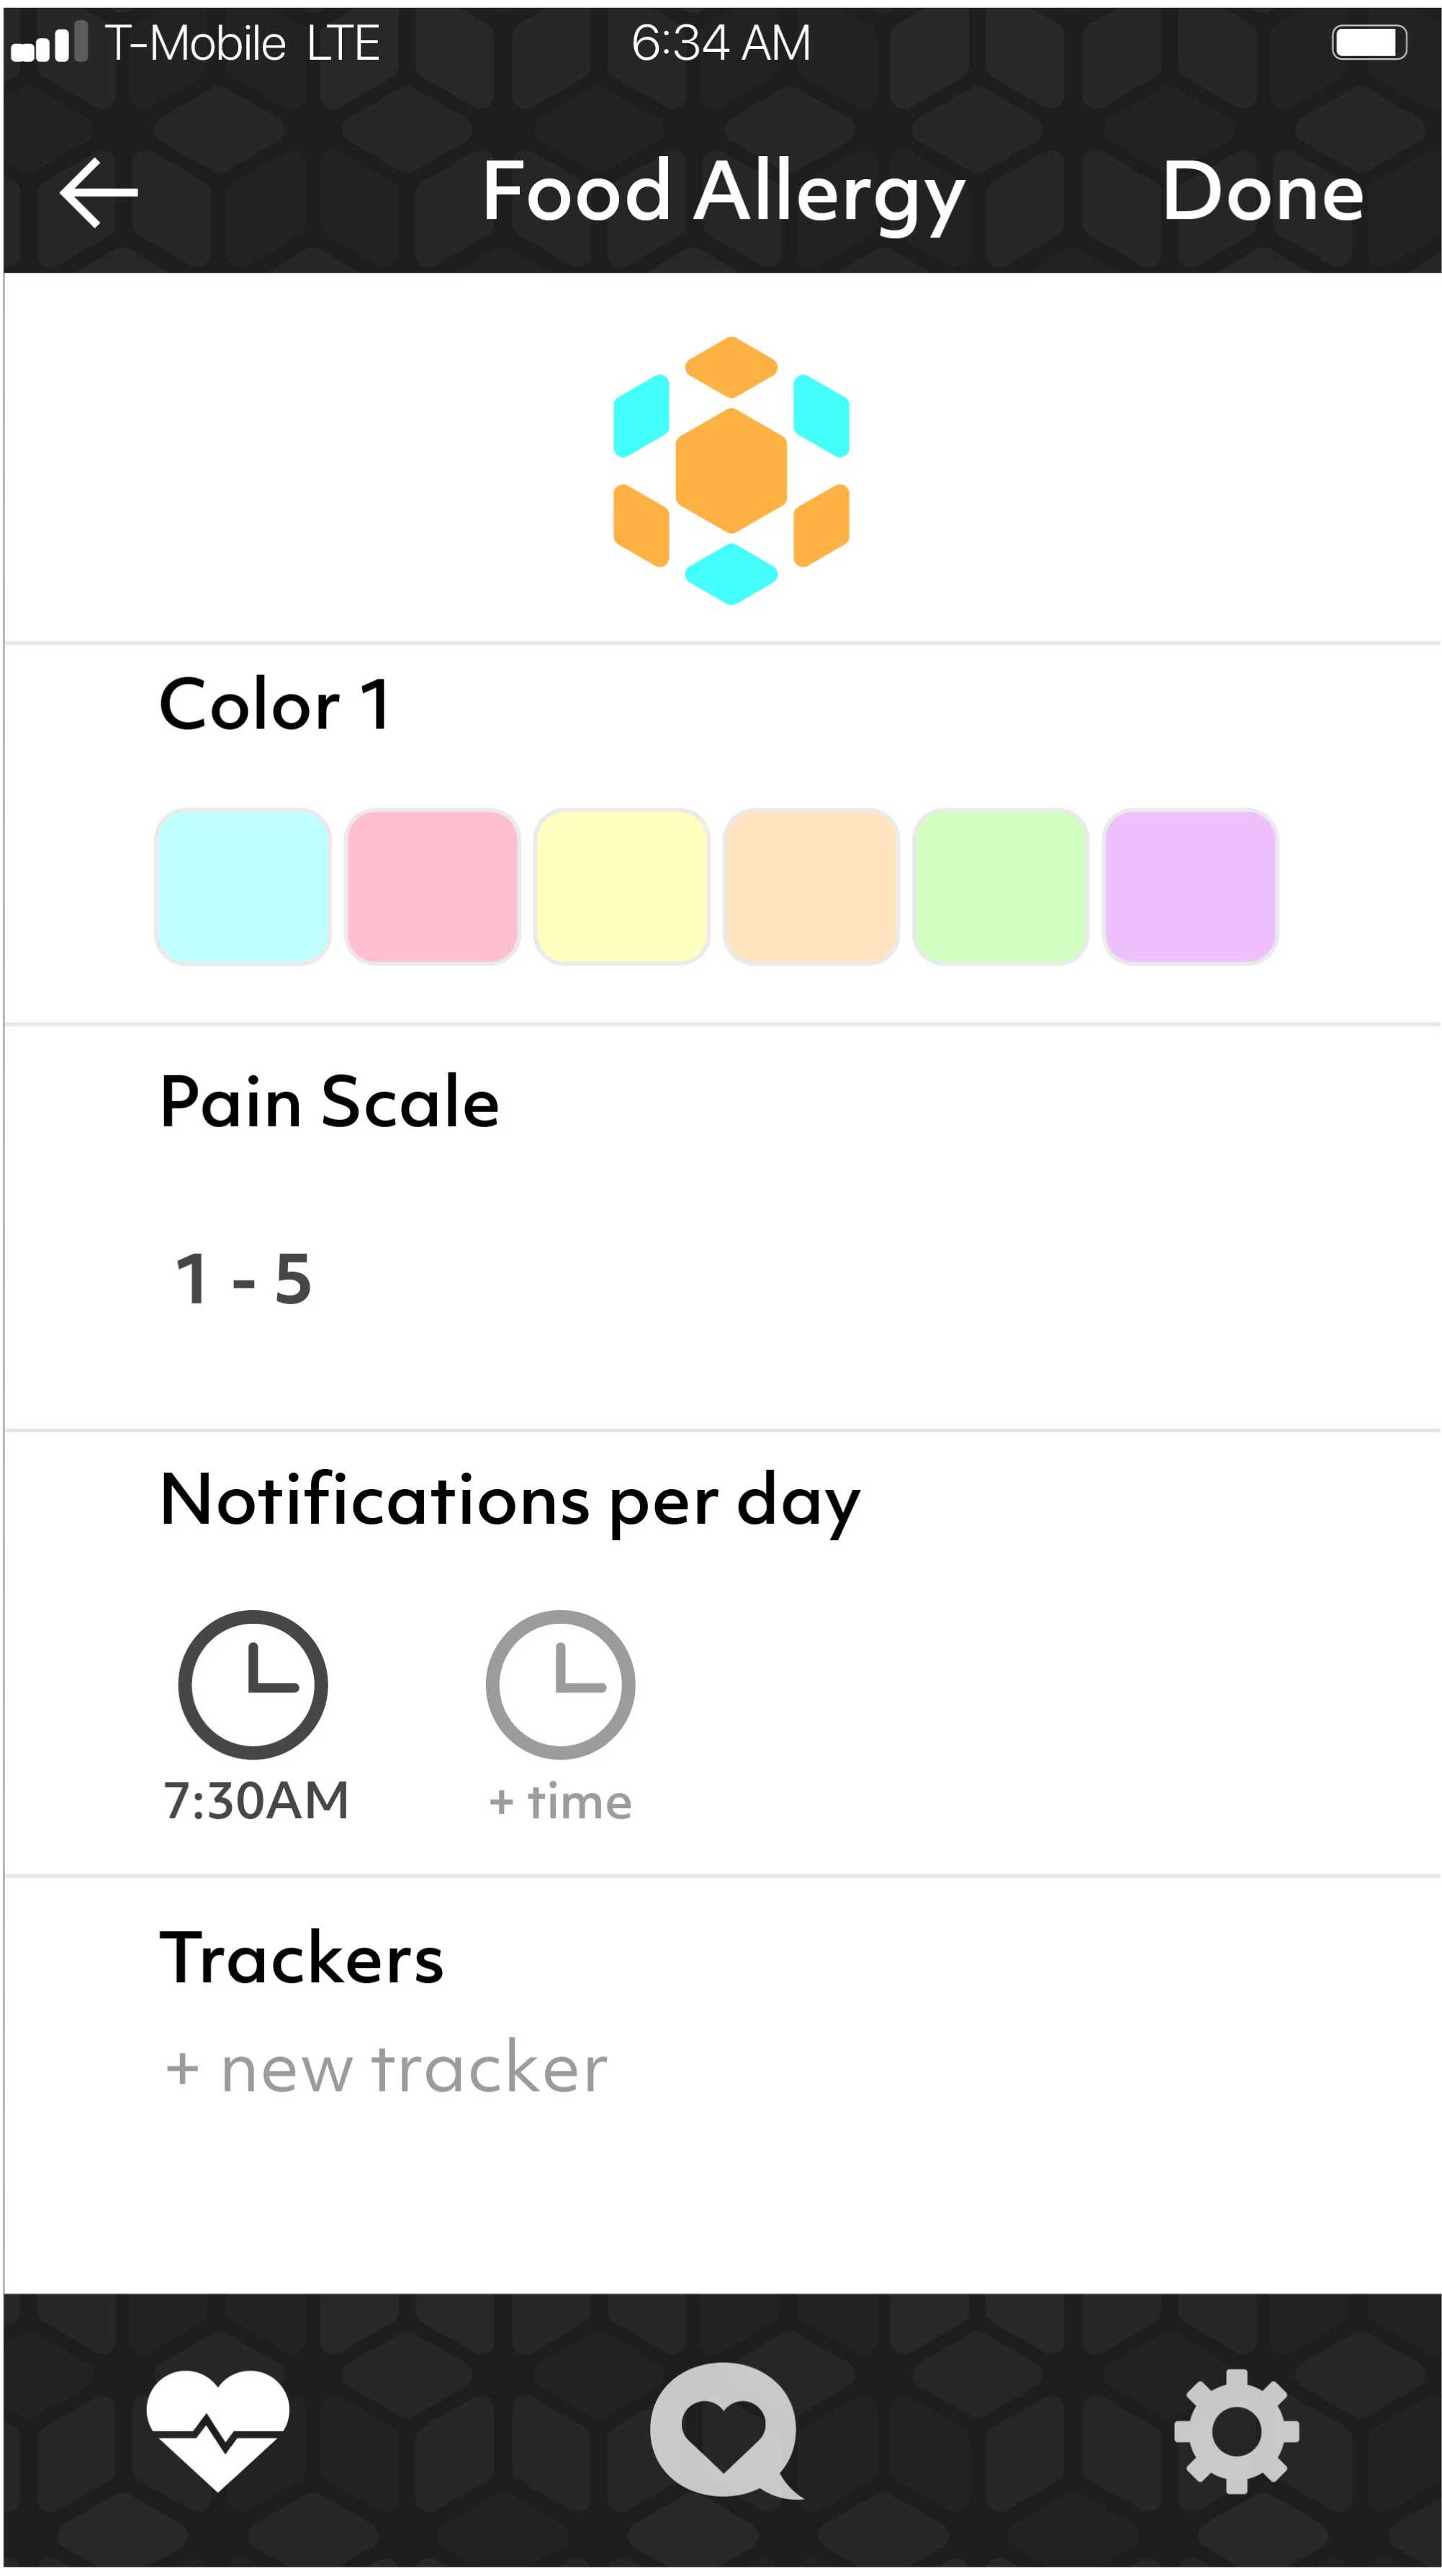 T-Mobile LTE 6:34 AM
Food Allergy Done
Color 1
Pain Scale
1 - 5
Notifications per day
7:30AM + time
Trackers
+ new tracker